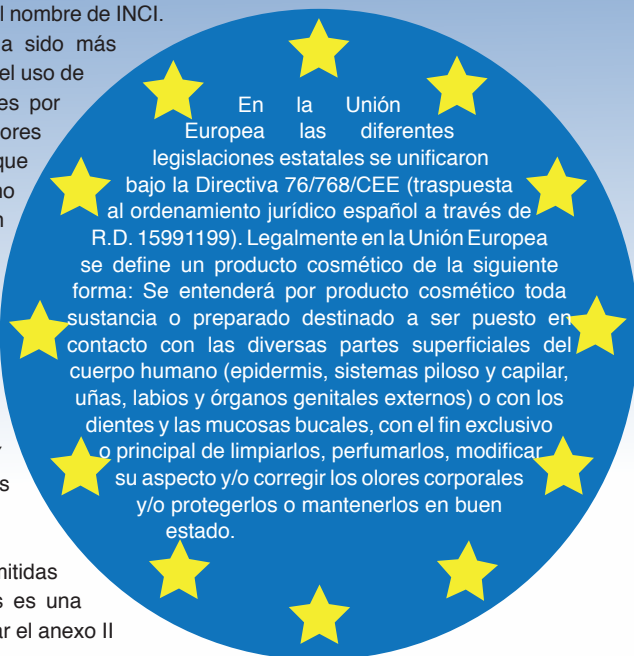 l nombre de INCI.
a sido más
el uso de
es por
ores
que
no
n
En la Unión
Europea las diferentes
legislaciones estatales se unificaron
bajo la Directiva 76/768/CEE (traspuesta
al ordenamiento jurídico español a través de
R.D. 15991199). Legalmente en la Unión Europea
se define un producto cosmético de la siguiente
forma: Se entenderá por producto cosmético toda
sustancia o preparado destinado a ser puesto en
contacto con las diversas partes superficiales del
cuerpo humano (epidermis, sistemas piloso y capilar,
uñas, labios y órganos genitales externos) o con los
dientes y las mucosas bucales, con el fin exclusivo
o principal de limpiarlos, perfumarlos, modificar
su aspecto y/o corregir los olores corporales
y/o protegerlos o mantenerlos en buen
estado.
s
mitidas
s es una
ar el anexo II